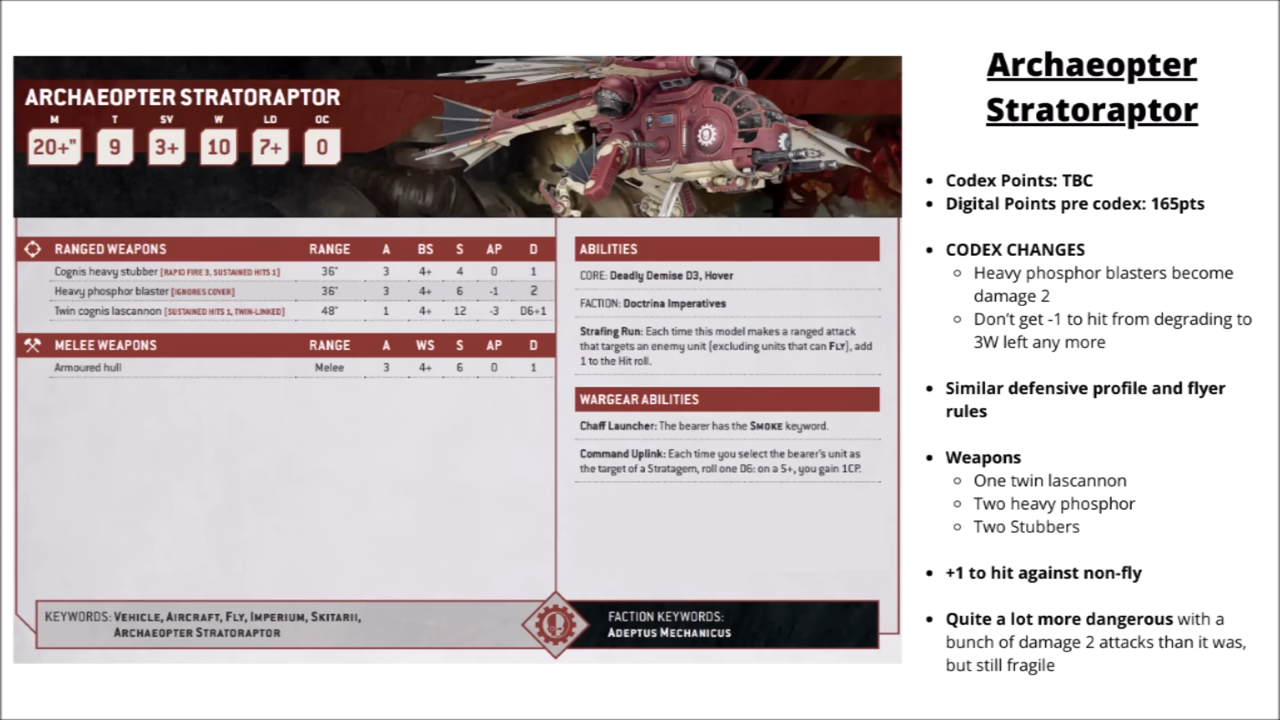 ARCHAEOPTER STRATORAPTOR
M T SV W LD OC
20+" 9 3+ 10 7+ 0
RANGED WEAPONS RANGE A BS S AP D
Cognis heavy stubber [RAPID FIRE 3, SUSTAINED HITS 1] 36" 3 4+ 4 0 1
Heavy phosphor blaster [IGNORES COVER] 36" 3 4+ 6 -1 2
Twin cognis lascannon [SUSTAINED HITS 1, TWIN-LINKED] 48" 1 4+ 12 -3 D6+1
MELEE WEAPONS RANGE A WS S AP D
Armoured hull Melee 3 4+ 6 0 1
ABILITIES
CORE: Deadly Demise D3, Hover
FACTION: Doctrina Imperatives
Strafing Run: Each time this model makes a ranged attack
that targets an enemy unit (excluding units that can FLY), add
1 to the Hit roll.
WARGEAR ABILITIES
Chaff Launcher: The bearer has the SMOKE keyword.
Command Uplink: Each time you select the bearer's unit as
the target of a Stratagem, roll one D6: on a 5+, you gain 1CP.
KEYWORDS: VEHICLE, AIRCRAFT, FLY, IMPERIUM, SKITARII,
ARCHAEOPTER STRATORAPTOR
FACTION KEYWORDS:
ADEPTUS MECHANICUS
Archaeopter
Stratoraptor
• Codex Points: TBC
• Digital Points pre codex: 165pts
• CODEX CHANGES
○ Heavy phosphor blasters become
damage 2
○ Don't get -1 to hit from degrading to
3W left any more
• Similar defensive profile and flyer
rules
• Weapons
○ One twin lascannon
○ Two heavy phosphor
○ Two Stubbers
• +1 to hit against non-fly
• Quite a lot more dangerous with a
bunch of damage 2 attacks than it was,
but still fragile